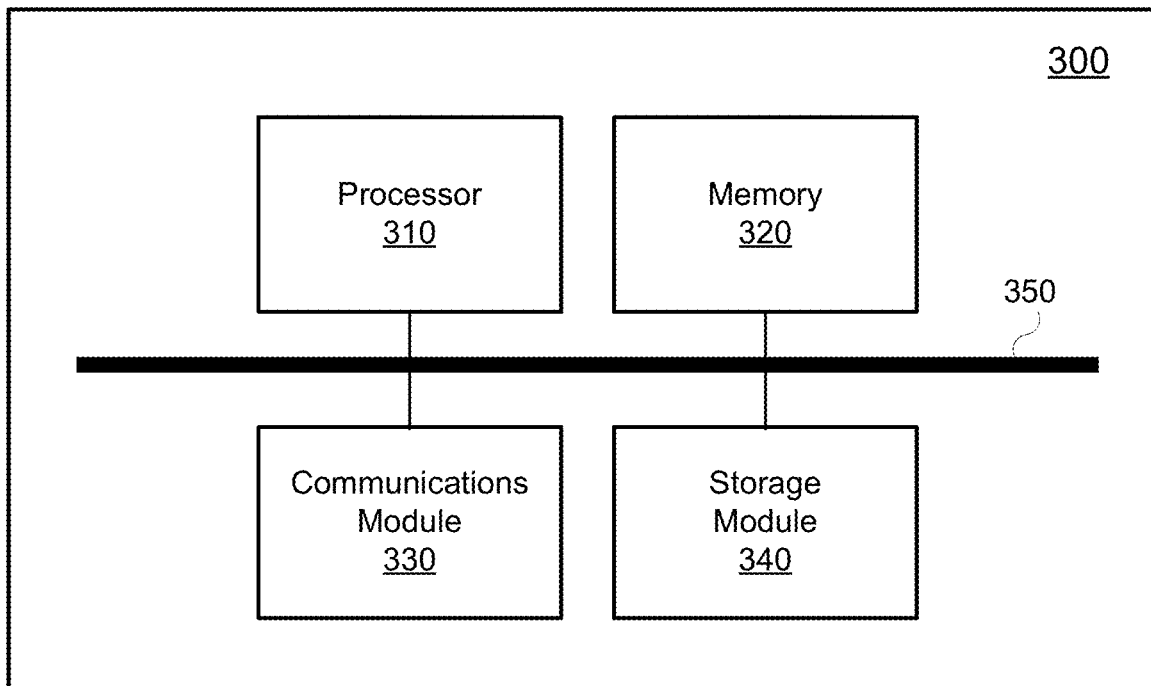 300
Processor
310
Memory
320
350
Communications
Module
330
Storage
Module
340